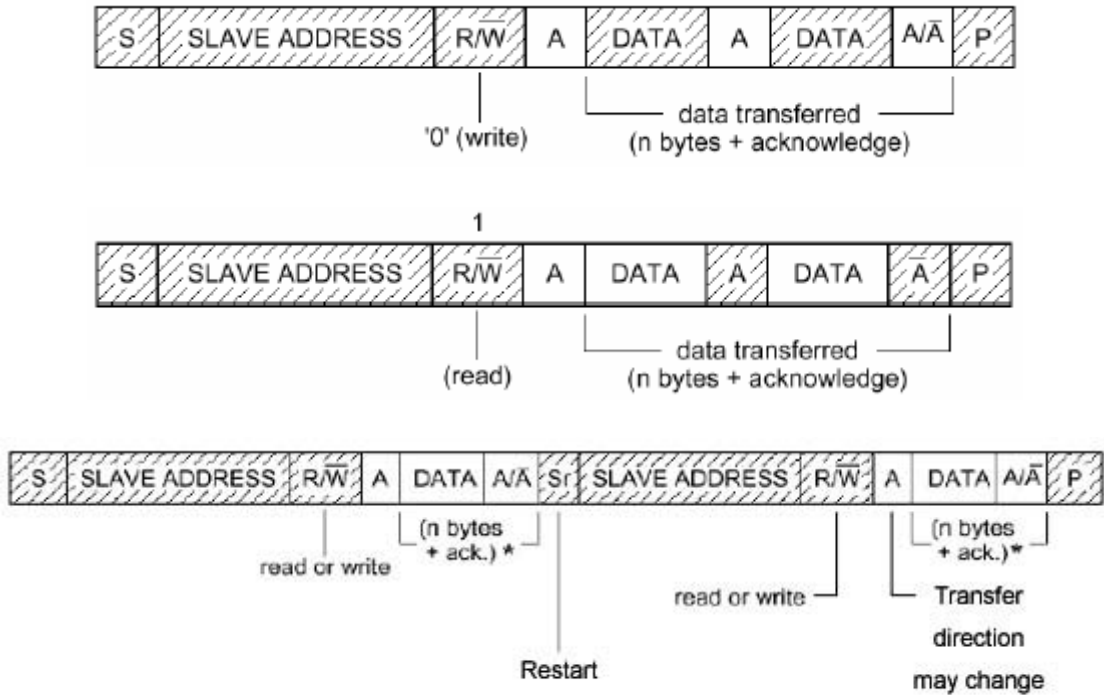 S SLAVE ADDRESS R/W̅ A DATA A DATA A/A̅ P
'0' (write)
data transferred
(n bytes + acknowledge)
1
S SLAVE ADDRESS R/W̅ A DATA A DATA A̅ P
(read)
data transferred
(n bytes + acknowledge)
S SLAVE ADDRESS R/W̅ A DATA A/A̅ Sr SLAVE ADDRESS R/W̅ A DATA A/A̅ P
(n bytes
+ ack.) *
read or write
Restart
(n bytes
+ ack.)*
read or write
Transfer
direction
may change